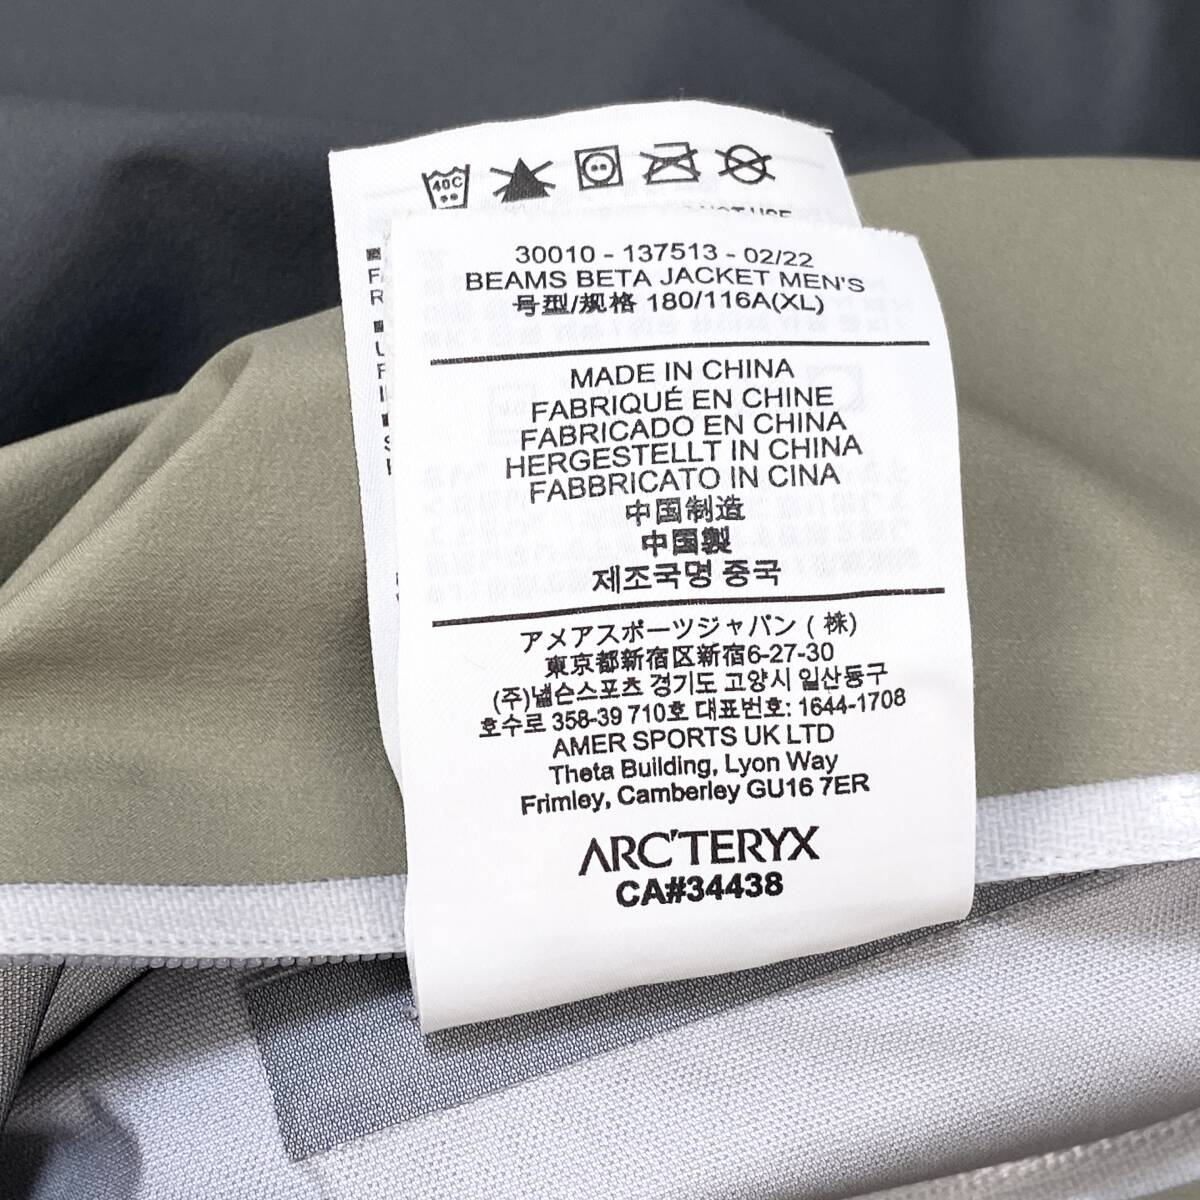 40C
30010 - 137513 - 02/22
BEAMS BETA JACKET MEN'S
号型/规格 180/116A(XL)
MADE IN CHINA
FABRIQUÉ EN CHINE
FABRICADO EN CHINA
HERGESTELLT IN CHINA
FABBRICATO IN CINA
中国制造
中国製
제조국명 중국
アメアスポーツジャパン ( 株)
東京都新宿区新宿6-27-30
(주)넬슨스포츠 경기도 고양시 일산동구
호수로 358-39 710호 대표번호: 1644-1708
AMER SPORTS UK LTD
Theta Building, Lyon Way
Frimley, Camberley GU16 7ER
ARC'TERYX
CA#34438